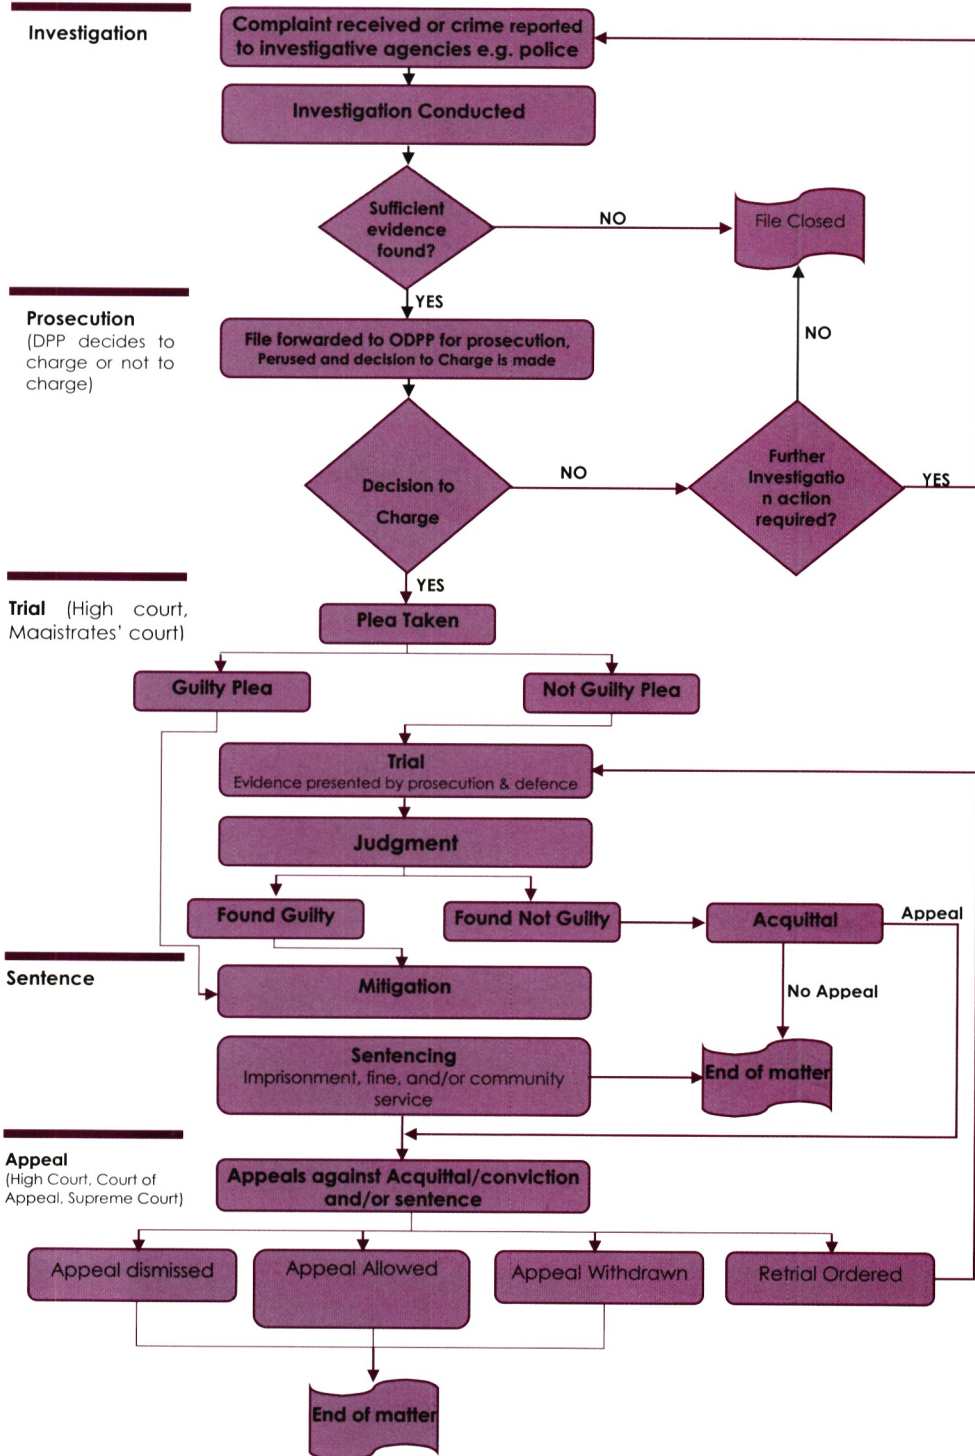 Investigation
Complaint received or crime reported
to investigative agencies e.g. police
Investigation Conducted
Sufficient
evidence
found?
NO
File Closed
YES
Prosecution
(DPP decides to
charge or not to
charge)
File forwarded to ODPP for prosecution,
Perused and decision to Charge is made
NO
Decision to
Charge
NO
Further
Investigatio
n action
required?
YES
YES
Trial (High court,
Magistrates' court)
Plea Taken
Guilty Plea
Not Guilty Plea
Trial
Evidence presented by prosecution & defence
Judgment
Found Guilty
Found Not Guilty
Acquittal
Appeal
Sentence
Mitigation
No Appeal
Sentencing
Imprisonment, fine, and/or community
service
End of matter
Appeal
(High Court, Court of
Appeal, Supreme Court)
Appeals against Acquittal/conviction
and/or sentence
Appeal dismissed
Appeal Allowed
Appeal Withdrawn
Retrial Ordered
End of matter